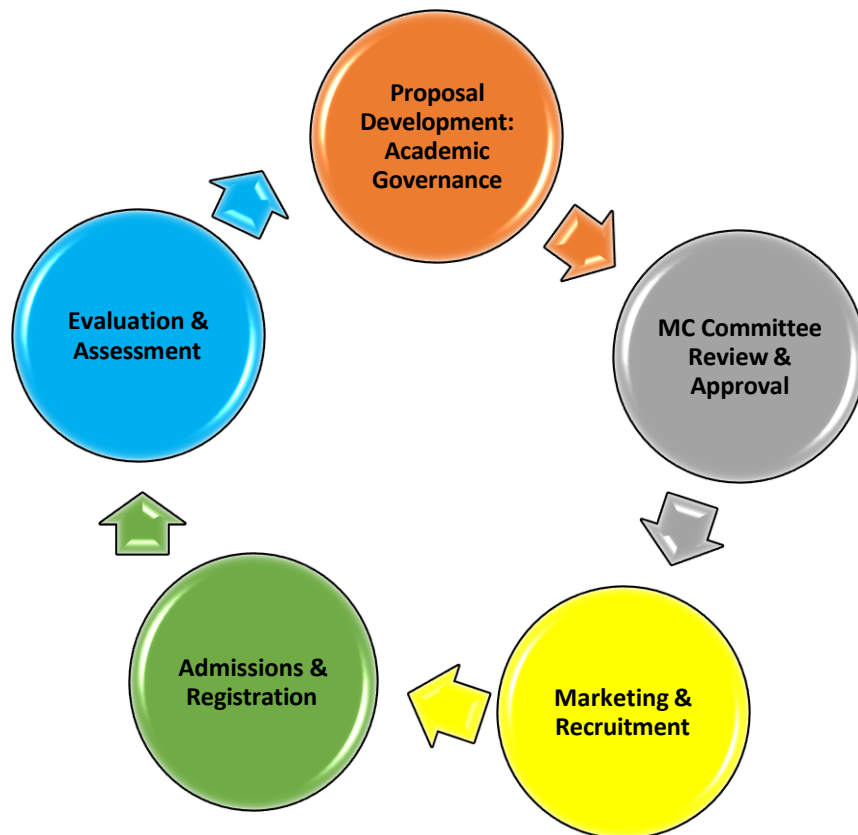 Proposal
Development:
Academic
Governance
MC Committee
Review &
Approval
Marketing &
Recruitment
Admissions &
Registration
Evaluation &
Assessment